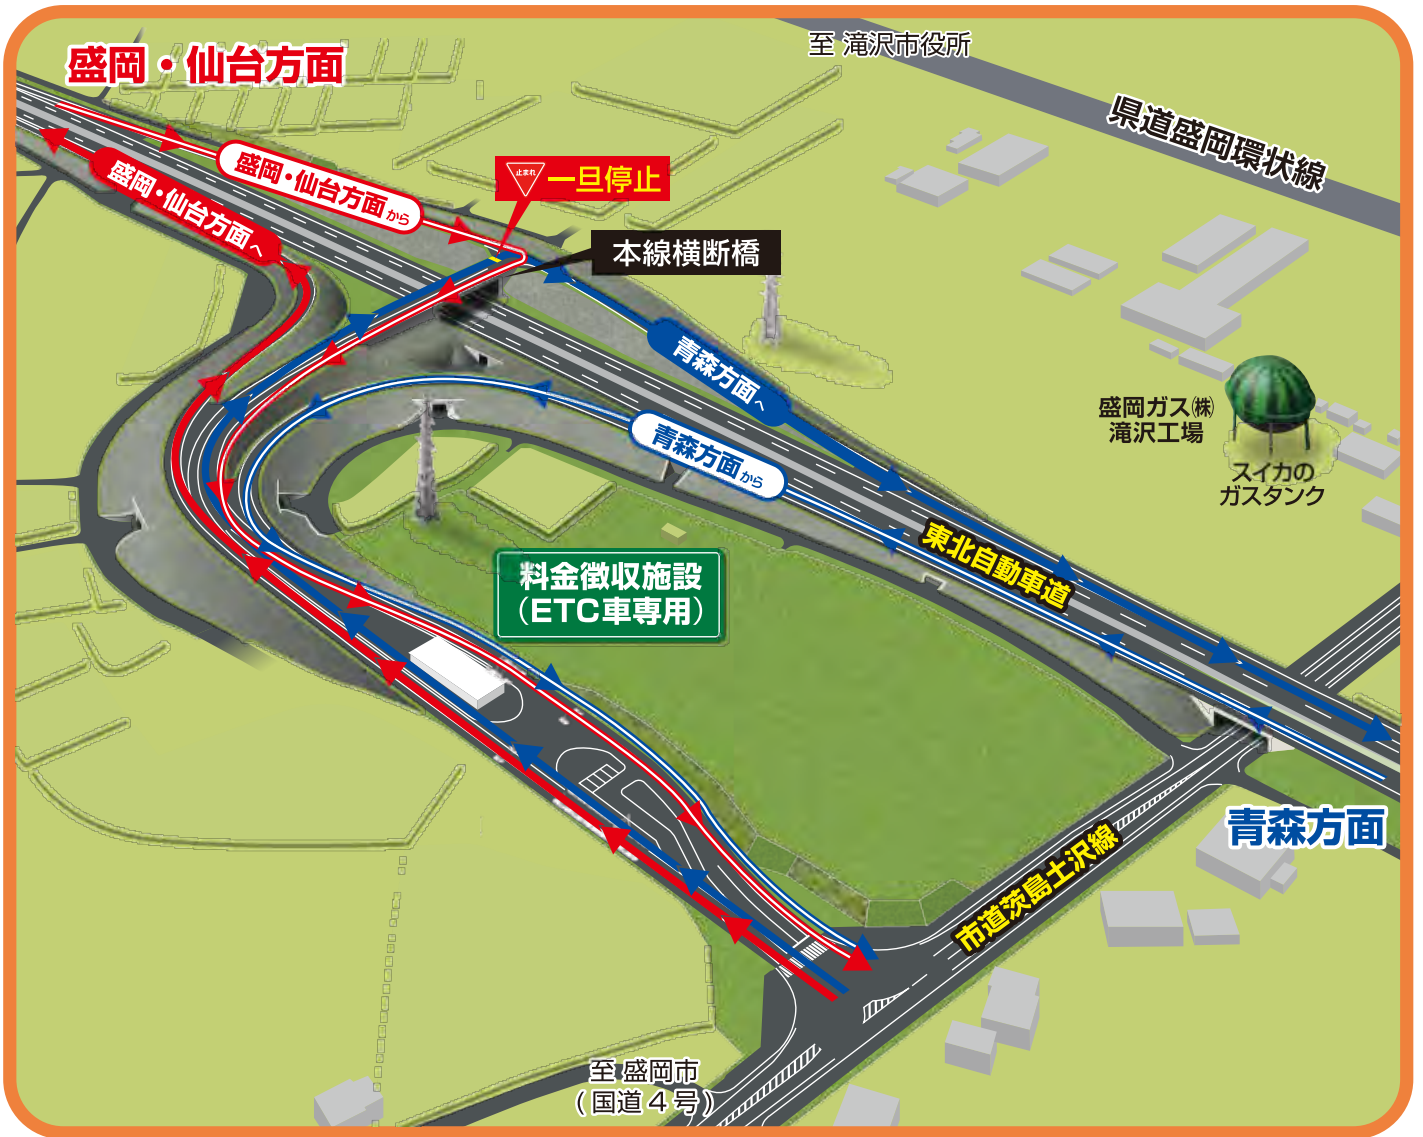 盛岡・仙台方面
至 滝沢市役所
県道盛岡環状線
盛岡・仙台方面から
盛岡・仙台方面へ
止まれ
一旦停止
本線横断橋
青森方面へ
青森方面から
盛岡ガス㈱
滝沢工場
スイカの
ガスタンク
東北自動車道
料金徴収施設
（ETC車専用）
青森方面
市道茨島土沢線
至 盛岡市
(国道4号)